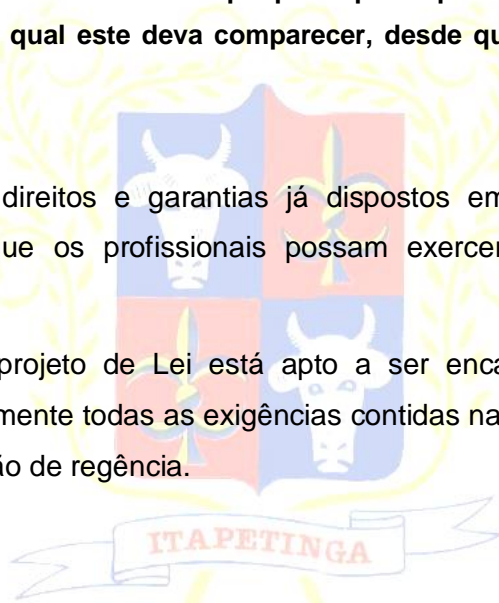 qual este deva comparecer, desde qu
direitos e garantias já dispostos em
ue os profissionais possam exercer
projeto de Lei está apto a ser enca
mente todas as exigências contidas na
ão de regência.
ITAPETINGA